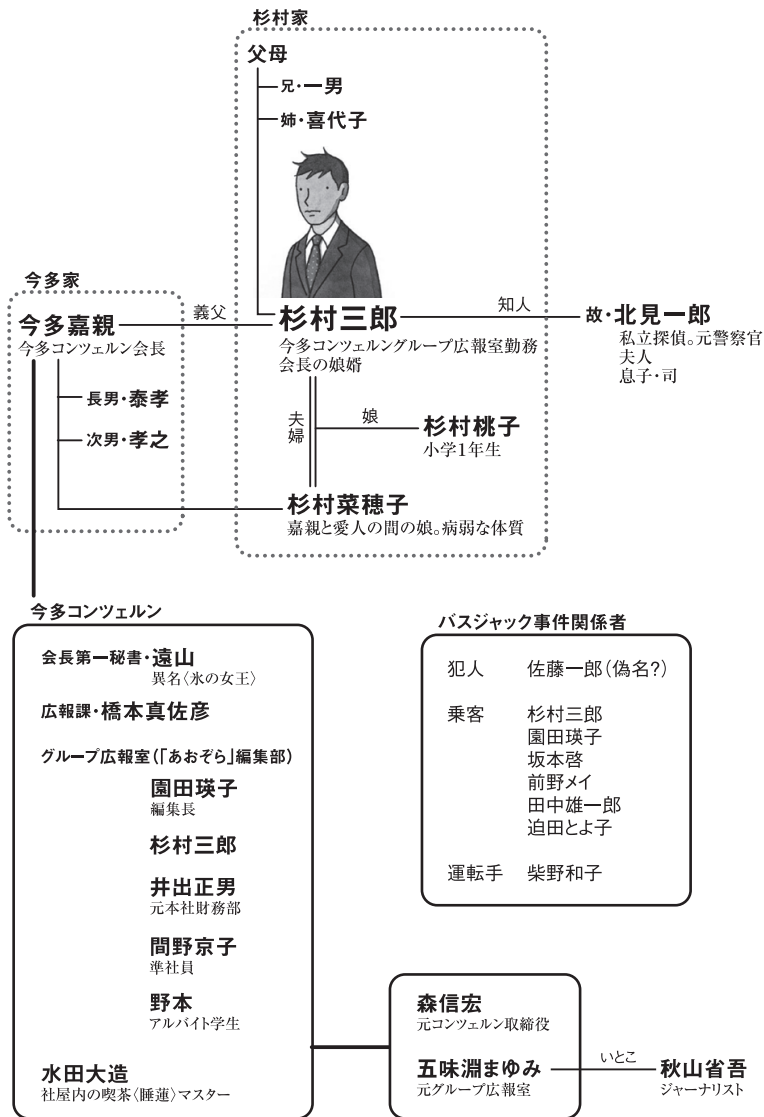 杉村家
父母
兄・一男
姉・喜代子
今多家
今多嘉親
今多コンツェルン会長
義父
杉村三郎
今多コンツェルングループ広報室勤務
会長の娘婿
知人
故・北見一郎
私立探偵。元警察官
夫人
息子・司
長男・泰孝
次男・孝之
夫婦
娘
杉村桃子
小学1年生
杉村菜穂子
嘉親と愛人の間の娘。病弱な体質
今多コンツェルン
会長第一秘書・遠山
異名〈氷の女王〉
広報課・橋本真佐彦
グループ広報室(「あおぞら」編集部)
園田瑛子
編集長
杉村三郎
井出正男
元本社財務部
間野京子
準社員
野本
アルバイト学生
水田大造
社屋内の喫茶〈睡蓮〉マスター
バスジャック事件関係者
犯人 佐藤一郎(偽名?)
乗客 杉村三郎
園田瑛子
坂本啓
前野メイ
田中雄一郎
迫田とよ子
運転手 柴野和子
森信宏
元コンツェルン取締役
五味淵まゆみ
元グループ広報室
いとこ
秋山省吾
ジャーナリスト